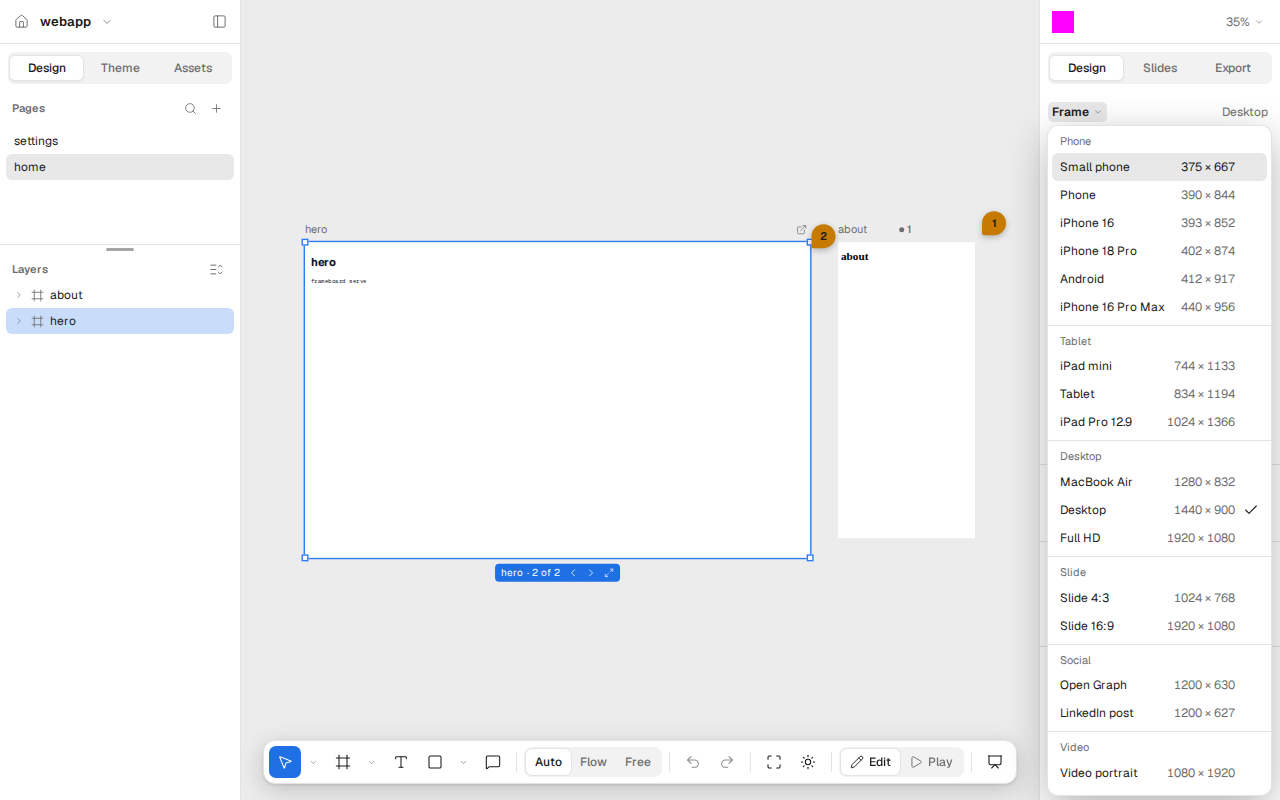 webapp
Design Theme Assets
Pages
settings
home
Layers
about
hero
hero
2
about 1
1
hero
frameboard serve
about
hero · 2 of 2
Auto Flow Free
Edit Play
35%
Design Slides Export
Frame Desktop
Phone
Small phone 375 × 667
Phone 390 × 844
iPhone 16 393 × 852
iPhone 18 Pro 402 × 874
Android 412 × 917
iPhone 16 Pro Max 440 × 956
Tablet
iPad mini 744 × 1133
Tablet 834 × 1194
iPad Pro 12.9 1024 × 1366
Desktop
MacBook Air 1280 × 832
Desktop 1440 × 900
Full HD 1920 × 1080
Slide
Slide 4:3 1024 × 768
Slide 16:9 1920 × 1080
Social
Open Graph 1200 × 630
LinkedIn post 1200 × 627
Video
Video portrait 1080 × 1920